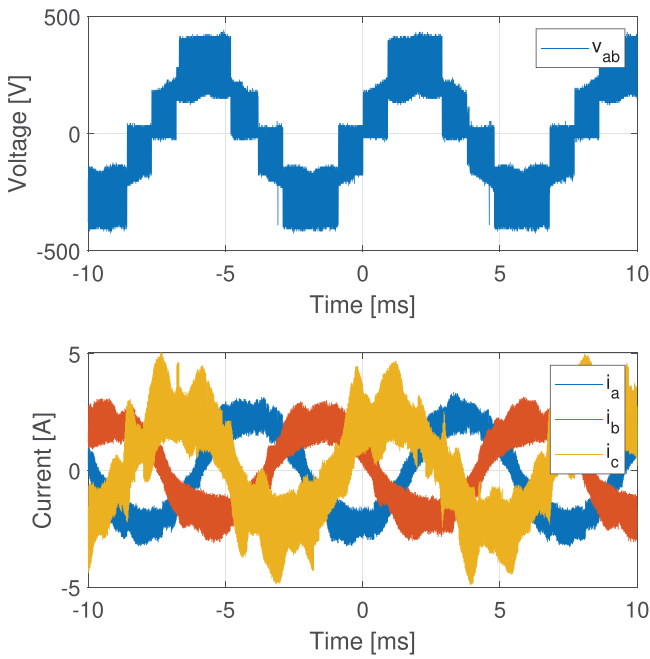 500
v_ab
Voltage [V]
0
-500
-10 -5 0 5 10
Time [ms]
5
i_a
i_b
i_c
Current [A]
0
-5
-10 -5 0 5 10
Time [ms]